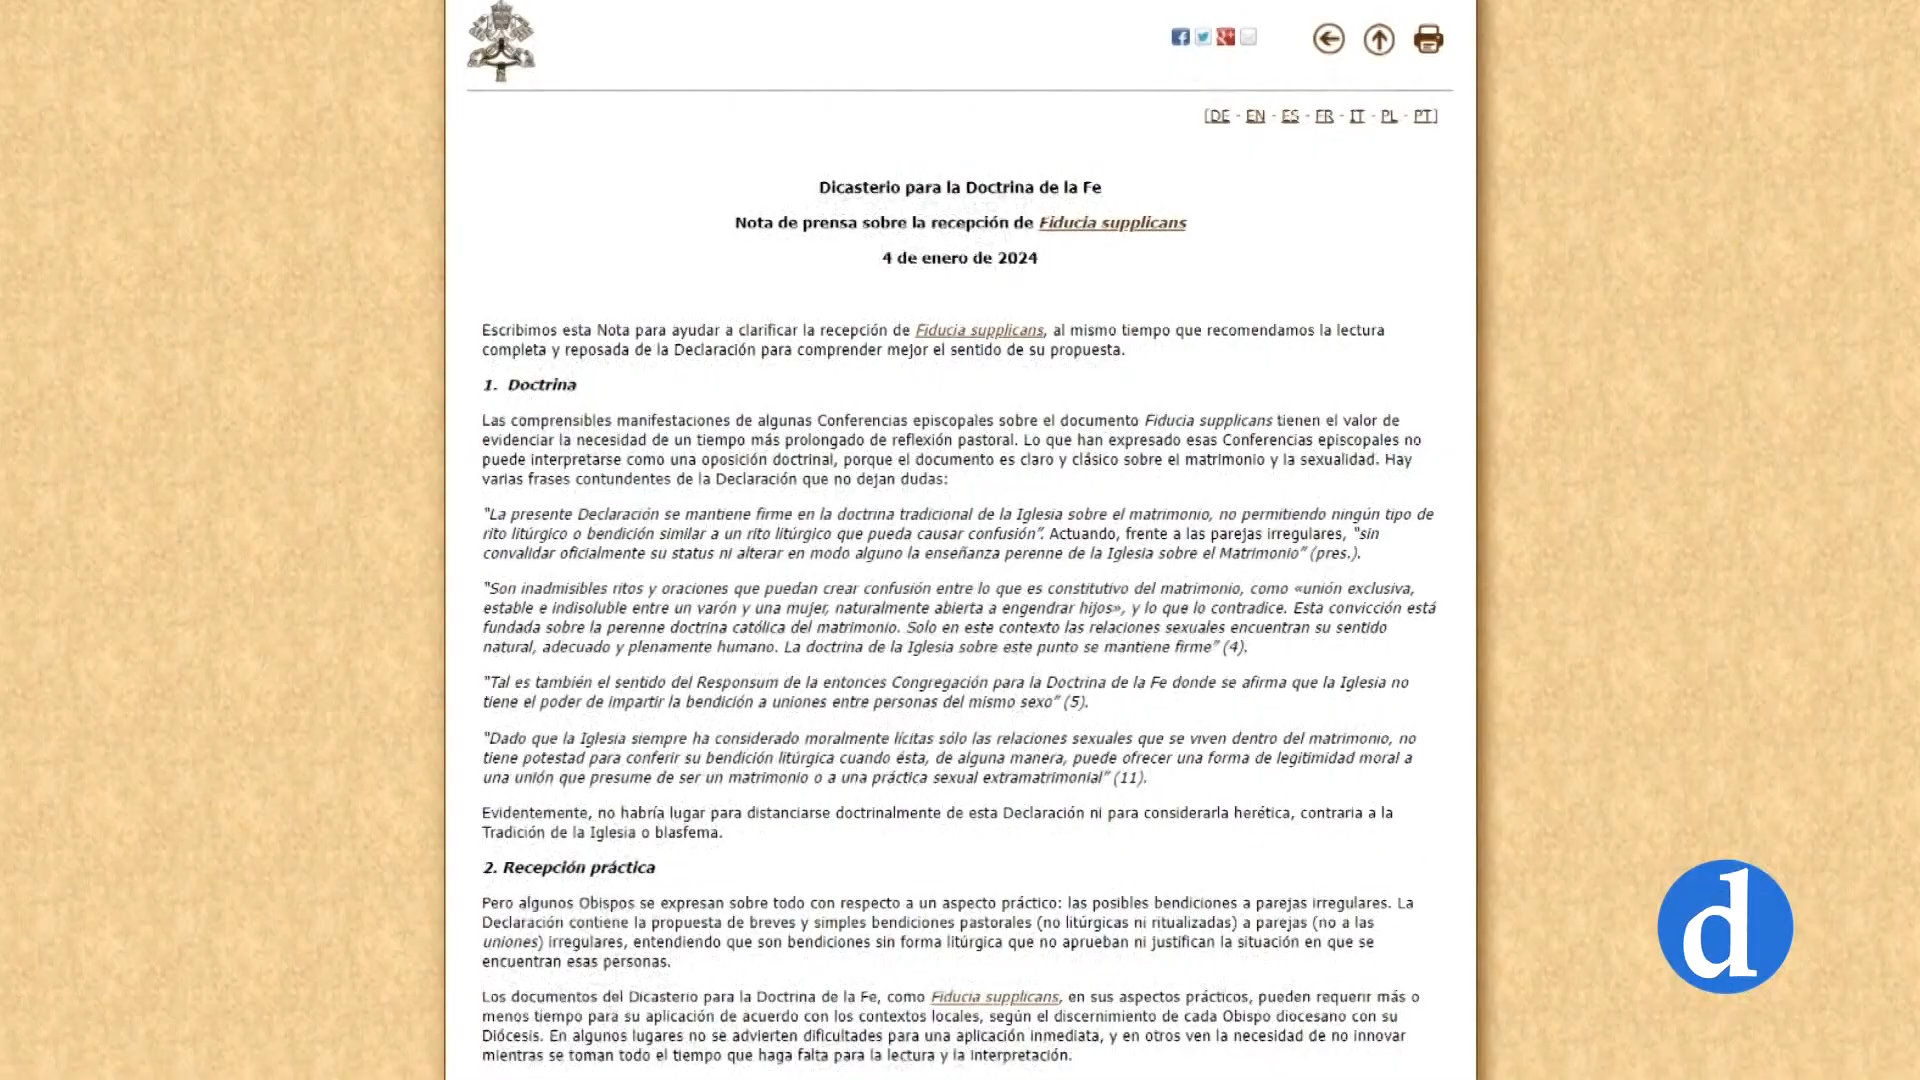 [DE - EN - ES - FR - IT - PL - PT]
Dicasterio para la Doctrina de la Fe
Nota de prensa sobre la recepción de Fiducia supplicans
4 de enero de 2024
Escribimos esta Nota para ayudar a clarificar la recepción de Fiducia supplicans, al mismo tiempo que recomendamos la lectura
completa y reposada de la Declaración para comprender mejor el sentido de su propuesta.
1. Doctrina
Las comprensibles manifestaciones de algunas Conferencias episcopales sobre el documento Fiducia supplicans tienen el valor de
evidenciar la necesidad de un tiempo más prolongado de reflexión pastoral. Lo que han expresado esas Conferencias episcopales no
puede interpretarse como una oposición doctrinal, porque el documento es claro y clásico sobre el matrimonio y la sexualidad. Hay
varias frases contundentes de la Declaración que no dejan dudas:
"La presente Declaración se mantiene firme en la doctrina tradicional de la Iglesia sobre el matrimonio, no permitiendo ningún tipo de
rito litúrgico o bendición similar a un rito litúrgico que pueda causar confusión". Actuando, frente a las parejas irregulares, "sin
convalidar oficialmente su status ni alterar en modo alguno la enseñanza perenne de la Iglesia sobre el Matrimonio" (pres.).
"Son inadmisibles ritos y oraciones que puedan crear confusión entre lo que es constitutivo del matrimonio, como «unión exclusiva,
estable e indisoluble entre un varón y una mujer, naturalmente abierta a engendrar hijos», y lo que lo contradice. Esta convicción está
fundada sobre la perenne doctrina católica del matrimonio. Solo en este contexto las relaciones sexuales encuentran su sentido
natural, adecuado y plenamente humano. La doctrina de la Iglesia sobre este punto se mantiene firme" (4).
"Tal es también el sentido del Responsum de la entonces Congregación para la Doctrina de la Fe donde se afirma que la Iglesia no
tiene el poder de impartir la bendición a uniones entre personas del mismo sexo" (5).
"Dado que la Iglesia siempre ha considerado moralmente lícitas sólo las relaciones sexuales que se viven dentro del matrimonio, no
tiene potestad para conferir su bendición litúrgica cuando ésta, de alguna manera, puede ofrecer una forma de legitimidad moral a
una unión que presume de ser un matrimonio o a una práctica sexual extramatrimonial" (11).
Evidentemente, no habría lugar para distanciarse doctrinalmente de esta Declaración ni para considerarla herética, contraria a la
Tradición de la Iglesia o blasfema.
2. Recepción práctica
Pero algunos Obispos se expresan sobre todo con respecto a un aspecto práctico: las posibles bendiciones a parejas irregulares. La
Declaración contiene la propuesta de breves y simples bendiciones pastorales (no litúrgicas ni ritualizadas) a parejas (no a las
uniones) irregulares, entendiendo que son bendiciones sin forma litúrgica que no aprueban ni justifican la situación en que se
encuentran esas personas.
Los documentos del Dicasterio para la Doctrina de la Fe, como Fiducia supplicans, en sus aspectos prácticos, pueden requerir más o
menos tiempo para su aplicación de acuerdo con los contextos locales, según el discernimiento de cada Obispo diocesano con su
Diócesis. En algunos lugares no se advierten dificultades para una aplicación inmediata, y en otros ven la necesidad de no innovar
mientras se toman todo el tiempo que haga falta para la lectura y la interpretación.
d